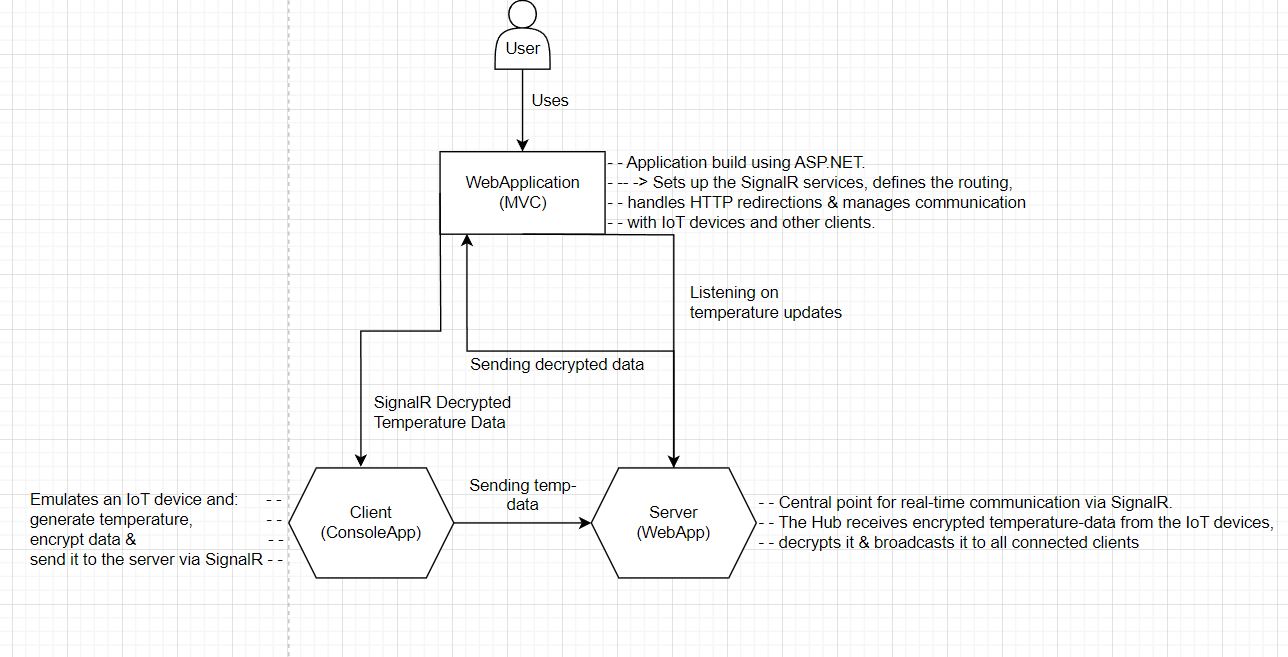 User
Uses
WebApplication
(MVC)
- - Application build using ASP.NET.
- -- -> Sets up the SignalR services, defines the routing,
- - handles HTTP redirections & manages communication
- - with IoT devices and other clients.
Listening on
temperature updates
Sending decrypted data
SignalR Decrypted
Temperature Data
Emulates an IoT device and: - -
generate temperature, - -
encrypt data & - -
send it to the server via SignalR - -
Client
(ConsoleApp)
Sending temp-
data
Server
(WebApp)
- - Central point for real-time communication via SignalR.
- - The Hub receives encrypted temperature-data from the IoT devices,
- - decrypts it & broadcasts it to all connected clients